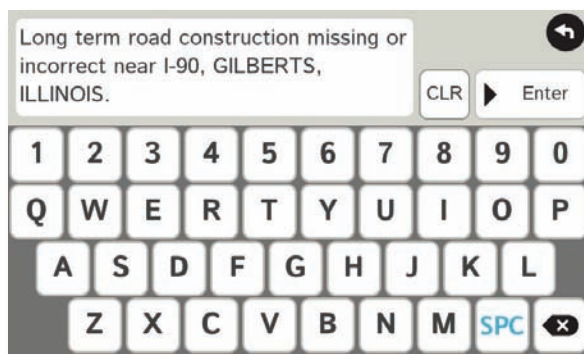 Long term road construction missing or
incorrect near I-90, GILBERTS,
ILLINOIS.
CLR Enter
1 2 3 4 5 6 7 8 9 0
Q W E R T Y U I O P
A S D F G H J K L
Z X C V B N M SPC